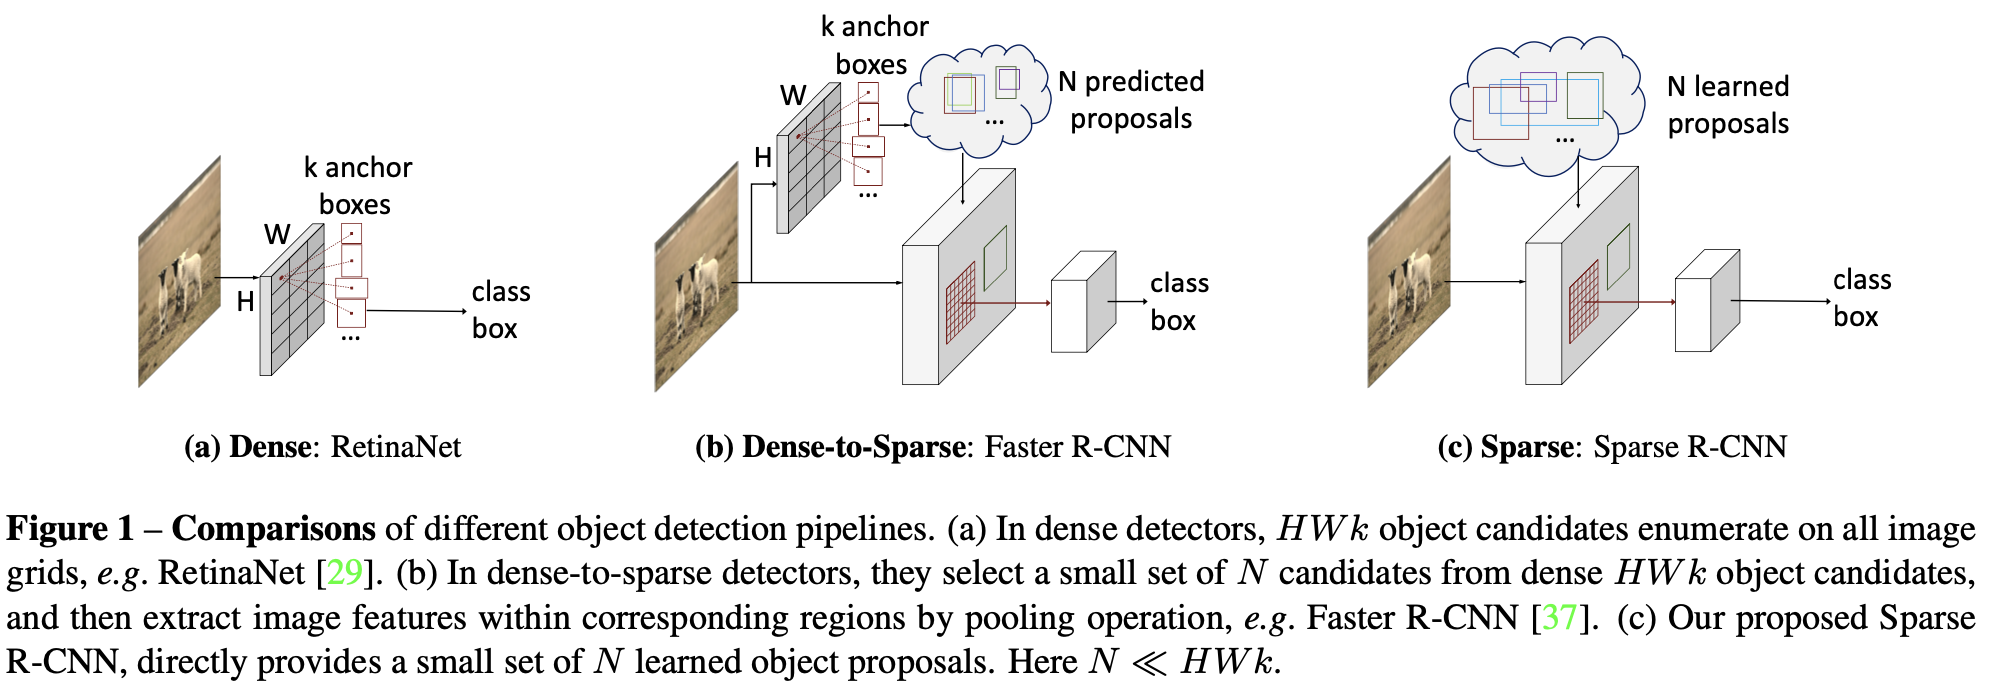 k anchor
boxes
W
H
...
class
box
k anchor
boxes
W
H
...
N predicted
proposals
...
class
box
N learned
proposals
...
class
box
(a) Dense: RetinaNet
(b) Dense-to-Sparse: Faster R-CNN
(c) Sparse: Sparse R-CNN
Figure 1 – Comparisons of different object detection pipelines. (a) In dense detectors, HWk object candidates enumerate on all image
grids, e.g. RetinaNet [29]. (b) In dense-to-sparse detectors, they select a small set of N candidates from dense HWk object candidates,
and then extract image features within corresponding regions by pooling operation, e.g. Faster R-CNN [37]. (c) Our proposed Sparse
R-CNN, directly provides a small set of N learned object proposals. Here N ≪ HWk.